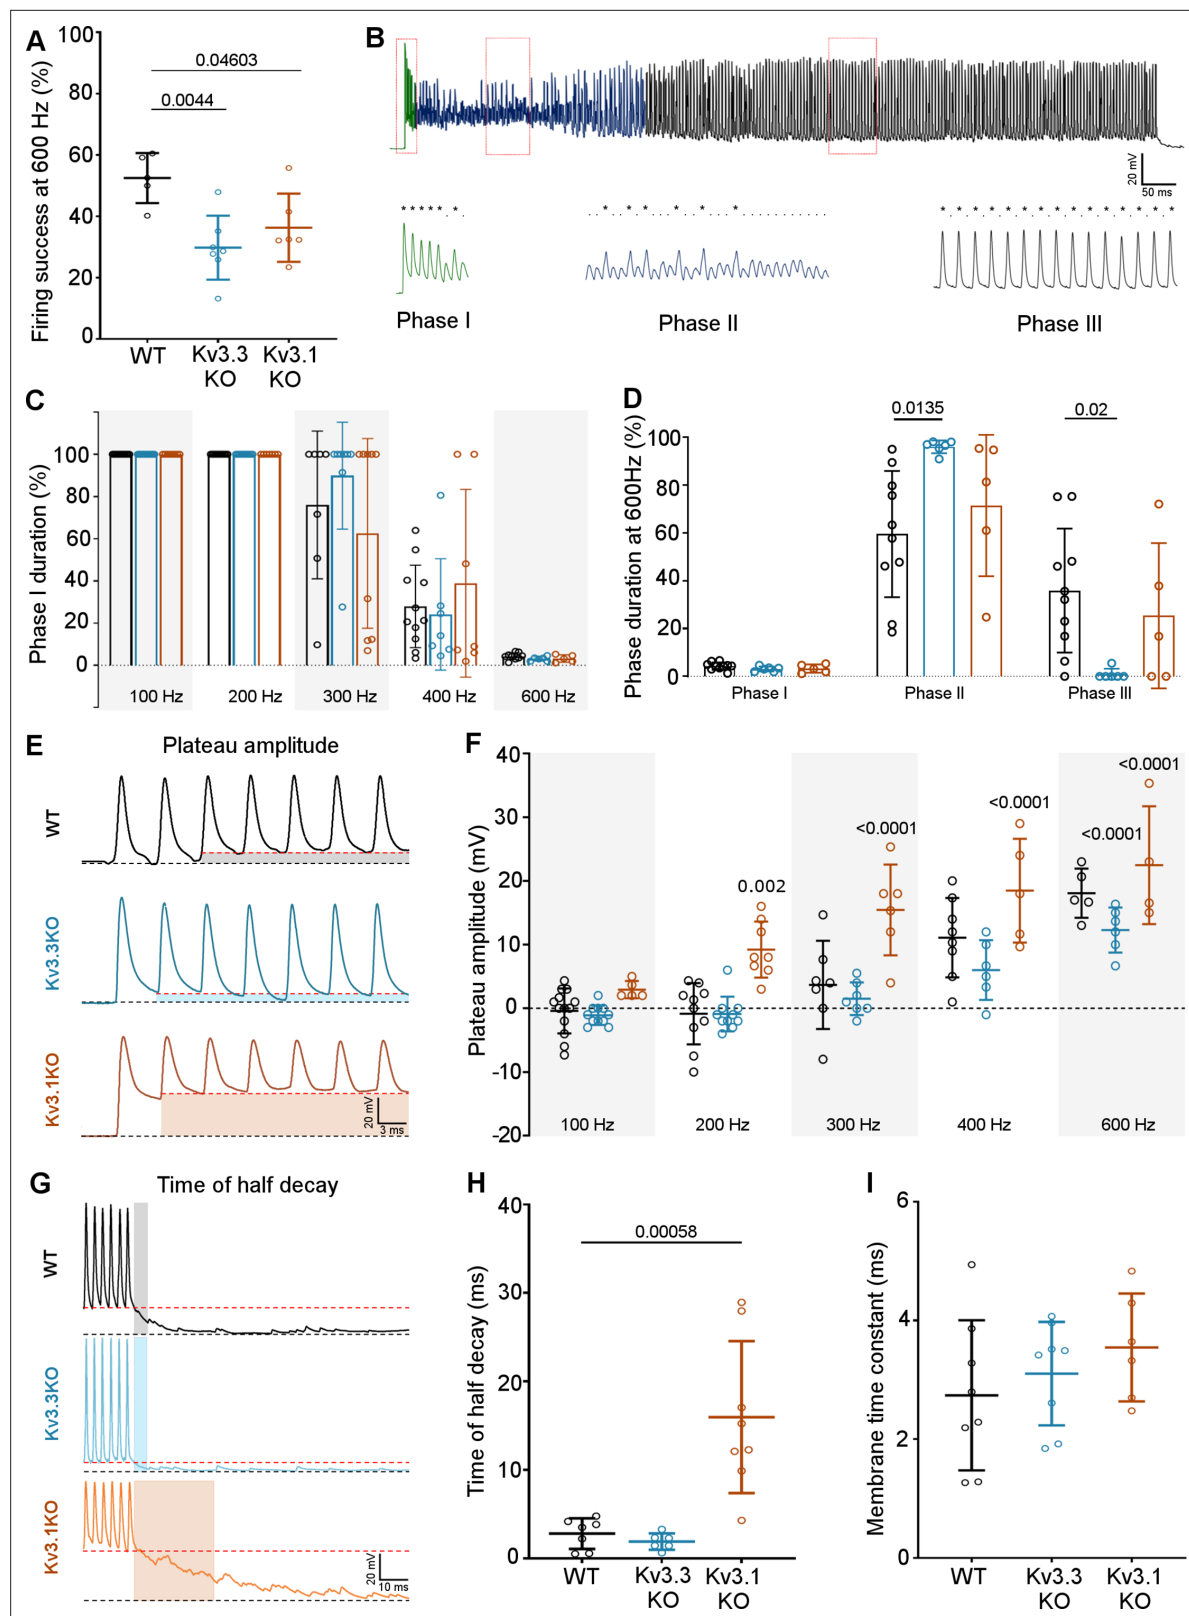 A
Firing success at 600 Hz (%)
100
80
60
40
20
0
0.04603
0.0044
WT
Kv3.3
KO
Kv3.1
KO
B
20 mV
50 ms
* * * * * . * .
. . * . * . * . . * . . * . . * . . . . . . . .
* . * . * . * . * . * . * . * . * . * . * . * . * . * . *
Phase I
Phase II
Phase III
C
Phase I duration (%)
100
80
60
40
20
0
100 Hz
200 Hz
300 Hz
400 Hz
600 Hz
D
Phase duration at 600Hz (%)
100
80
60
40
20
0
0.0135
0.02
Phase I
Phase II
Phase III
E
Plateau amplitude
WT
Kv3.3KO
Kv3.1KO
20 mV
3 ms
F
Plateau amplitude (mV)
40
30
20
10
0
-10
-20
0.002
<0.0001
<0.0001
<0.0001
<0.0001
100 Hz
200 Hz
300 Hz
400 Hz
600 Hz
G
Time of half decay
WT
Kv3.3KO
Kv3.1KO
20 mV
10 ms
H
Time of half decay (ms)
40
30
20
10
0
0.00058
WT
Kv3.3
KO
Kv3.1
KO
I
Membrane time constant (ms)
6
4
2
0
WT
Kv3.3
KO
Kv3.1
KO